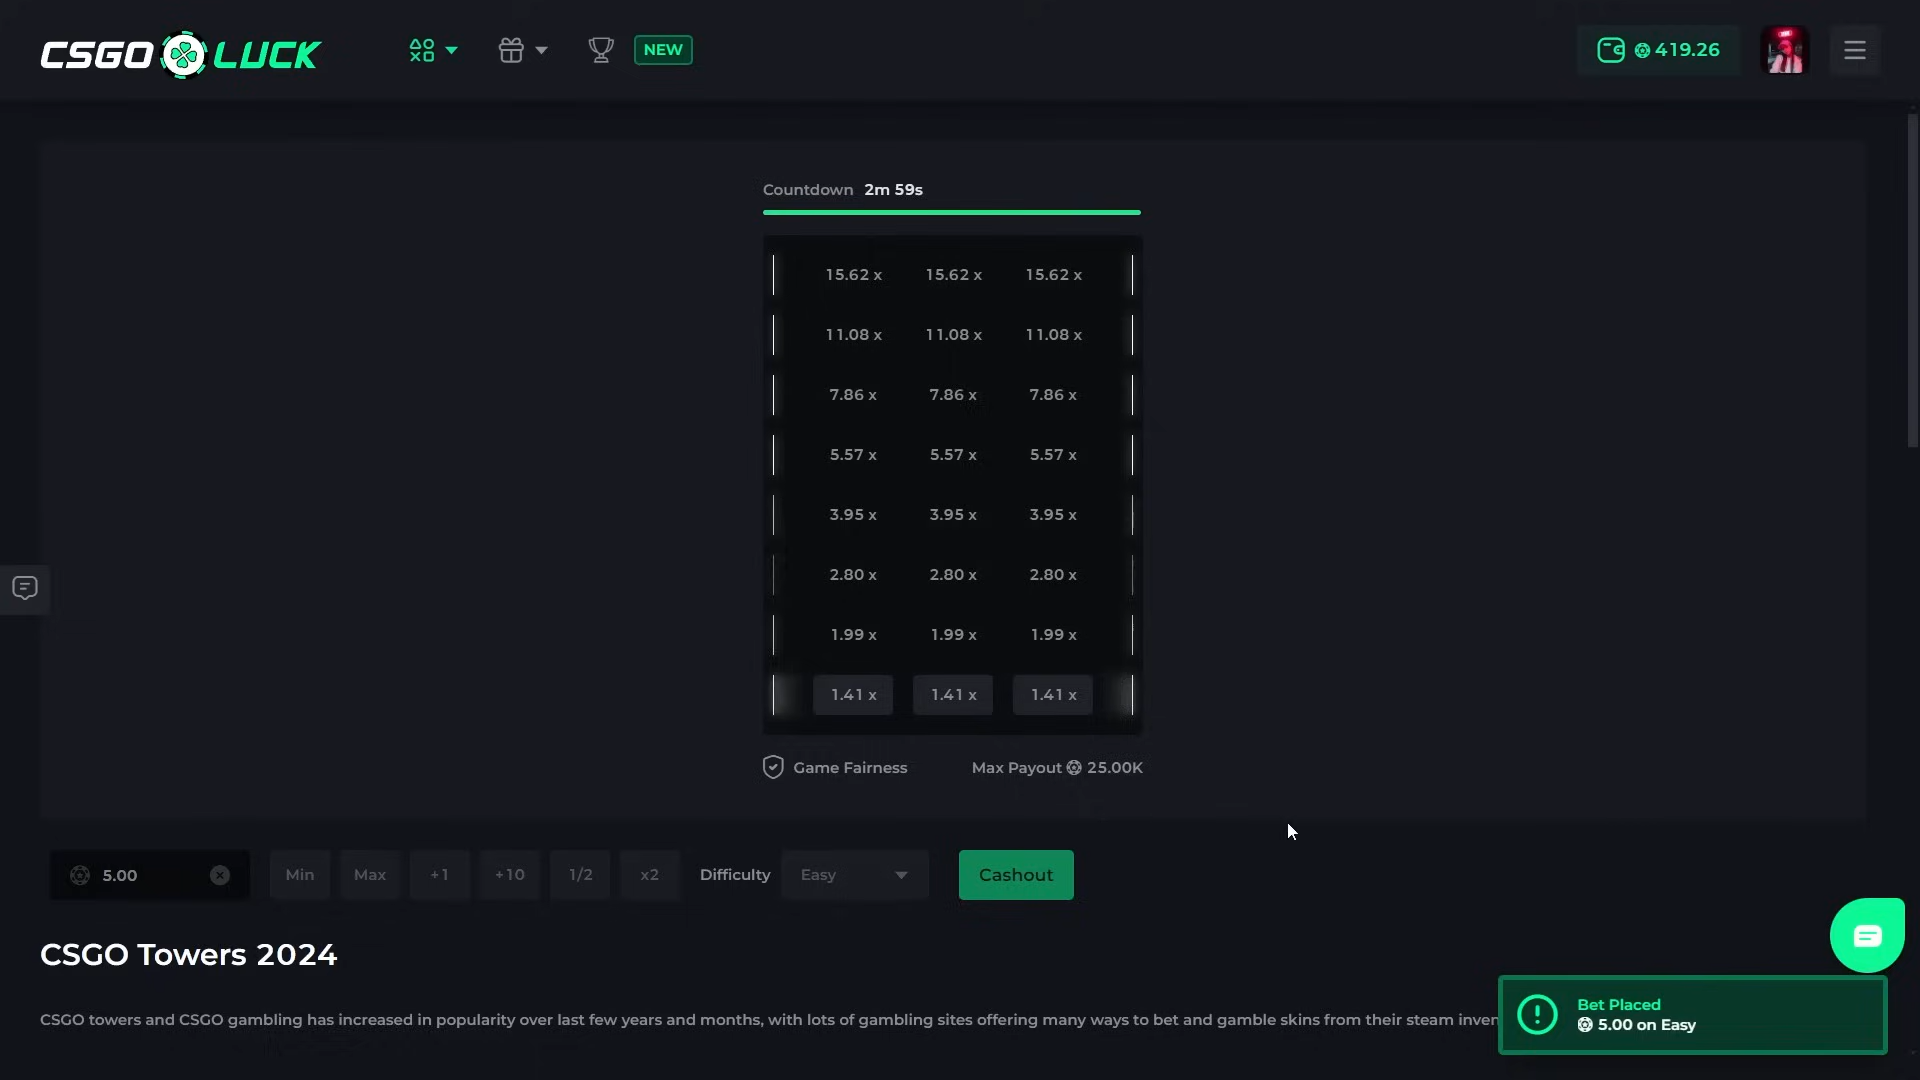 CSGO LUCK
NEW
419.26
Countdown 2m 59s
15.62 x 15.62 x 15.62 x
11.08 x 11.08 x 11.08 x
7.86 x 7.86 x 7.86 x
5.57 x 5.57 x 5.57 x
3.95 x 3.95 x 3.95 x
2.80 x 2.80 x 2.80 x
1.99 x 1.99 x 1.99 x
1.41 x 1.41 x 1.41 x
Game Fairness Max Payout 25.00K
5.00 Min Max +1 +10 1/2 x2 Difficulty Easy Cashout
CSGO Towers 2024
CSGO towers and CSGO gambling has increased in popularity over last few years and months, with lots of gambling sites offering many ways to bet and gamble skins from their steam inven
Bet Placed
5.00 on Easy